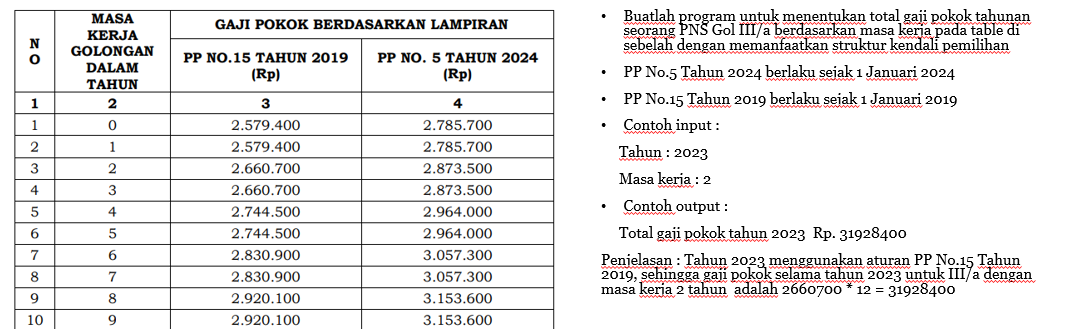 N
O
MASA
KERJA
GOLONGAN
DALAM
TAHUN
GAJI POKOK BERDASARKAN LAMPIRAN
PP NO.15 TAHUN 2019
(Rp)
PP NO. 5 TAHUN 2024
(Rp)
1 2 3 4
1 0 2.579.400 2.785.700
2 1 2.579.400 2.785.700
3 2 2.660.700 2.873.500
4 3 2.660.700 2.873.500
5 4 2.744.500 2.964.000
6 5 2.744.500 2.964.000
7 6 2.830.900 3.057.300
8 7 2.830.900 3.057.300
9 8 2.920.100 3.153.600
10 9 2.920.100 3.153.600
• Buatlah program untuk menentukan total gaji pokok tahunan
seorang PNS Gol III/a berdasarkan masa kerja pada table di
sebelah dengan memanfaatkan struktur kendali pemilihan
• PP No.5 Tahun 2024 berlaku sejak 1 Januari 2024
• PP No.15 Tahun 2019 berlaku sejak 1 Januari 2019
• Contoh input :
Tahun : 2023
Masa kerja : 2
• Contoh output :
Total gaji pokok tahun 2023 Rp. 31928400
Penjelasan : Tahun 2023 menggunakan aturan PP No.15 Tahun
2019, sehingga gaji pokok selama tahun 2023 untuk III/a dengan
masa kerja 2 tahun adalah 2660700 * 12 = 31928400